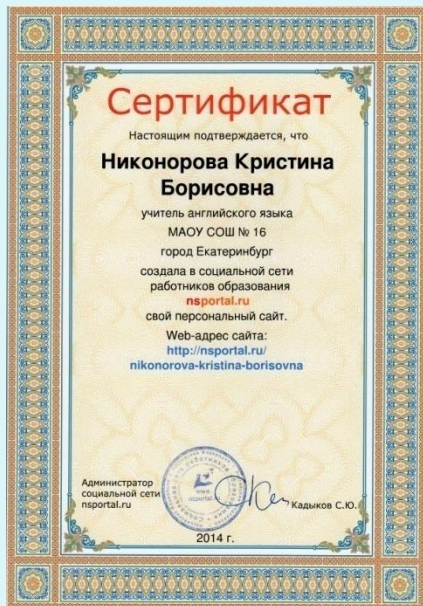 Сертификат
Настоящим подтверждается, что
Никонорова Кристина
Борисовна
учитель английского языка
МАОУ СОШ № 16
город Екатеринбург
создала в социальной сети
работников образования
nsportal.ru
свой персональный сайт.
Web-адрес сайта:
http://nsportal.ru/
nikonorova-kristina-borisovna
Администратор
социальной сети
nsportal.ru
Кадыков С.Ю.
2014 г.